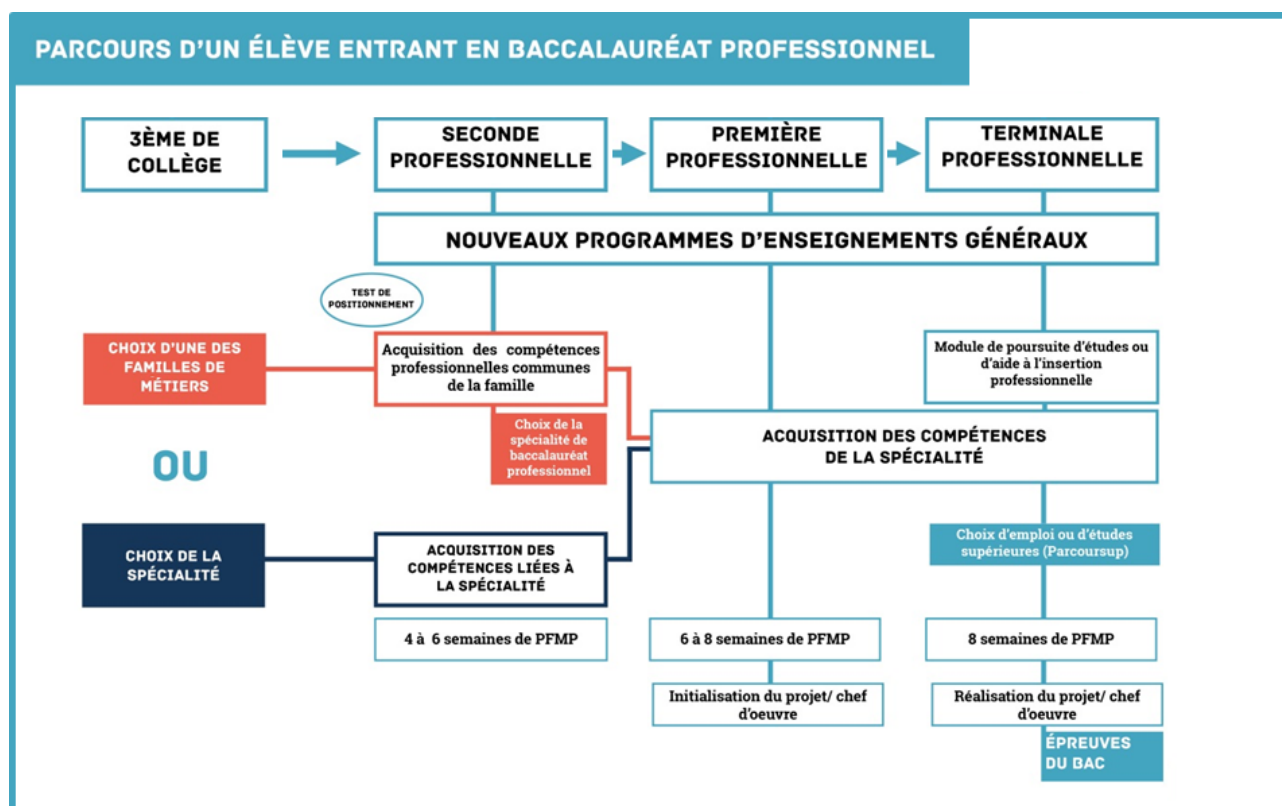 PARCOURS D'UN ÉLÈVE ENTRANT EN BACCALAURÉAT PROFESSIONNEL
3ÈME DE
COLLÈGE
SECONDE
PROFESSIONNELLE
PREMIÈRE
PROFESSIONNELLE
TERMINALE
PROFESSIONNELLE
NOUVEAUX PROGRAMMES D'ENSEIGNEMENTS GÉNÉRAUX
TEST DE
POSITIONNEMENT
CHOIX D'UNE DES
FAMILLES DE
MÉTIERS
Acquisition des compétences
professionnelles communes
de la famille
Module de poursuite d'études ou
d'aide à l'insertion
professionnelle
Choix de la
spécialité de
baccalauréat
professionnel
ACQUISITION DES COMPÉTENCES
DE LA SPÉCIALITÉ
OU
CHOIX DE LA
SPÉCIALITÉ
ACQUISITION DES
COMPÉTENCES LIÉES À
LA SPÉCIALITÉ
Choix d'emploi ou d'études
supérieures (Parcoursup)
4 à 6 semaines de PFMP
6 à 8 semaines de PFMP
8 semaines de PFMP
Initialisation du projet/ chef
d'oeuvre
Réalisation du projet/ chef
d'oeuvre
ÉPREUVES
DU BAC